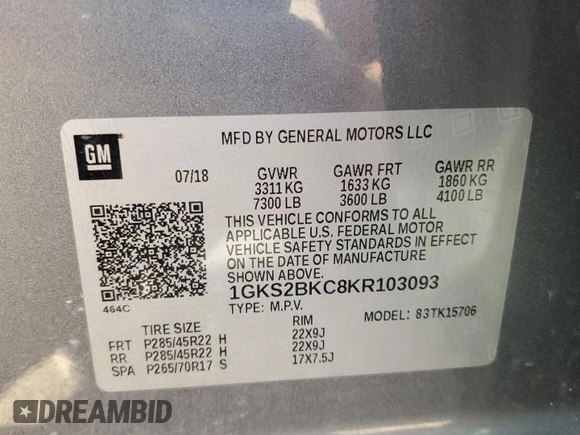 GM
MFD BY GENERAL MOTORS LLC
07/18 GVWR GAWR FRT GAWR RR
3311 KG 1633 KG 1860 KG
7300 LB 3600 LB 4100 LB
THIS VEHICLE CONFORMS TO ALL
APPLICABLE U.S. FEDERAL MOTOR
VEHICLE SAFETY STANDARDS IN EFFECT
ON THE DATE OF MANUFACTURE
SHOWN ABOVE.
464C
1GKS2BKC8KR103093
TYPE: M.P.V. MODEL: 83TK15706
TIRE SIZE RIM
FRT P285/45R22 H 22X9J
RR P285/45R22 H 22X9J
SPA P265/70R17 S 17X7.5J
DREAMBID